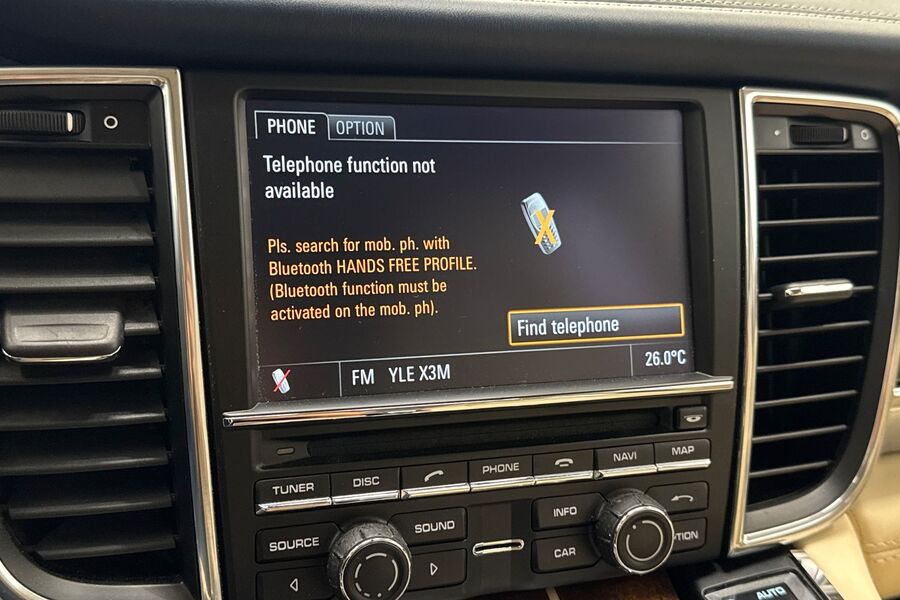 PHONE OPTION
Telephone function not
available
Pls. search for mob. ph. with
Bluetooth HANDS FREE PROFILE.
(Bluetooth function must be
activated on the mob. ph).
Find telephone
FM YLE X3M 26.0°C
TUNER DISC PHONE NAVI MAP
SOURCE SOUND INFO
CAR
AUTO